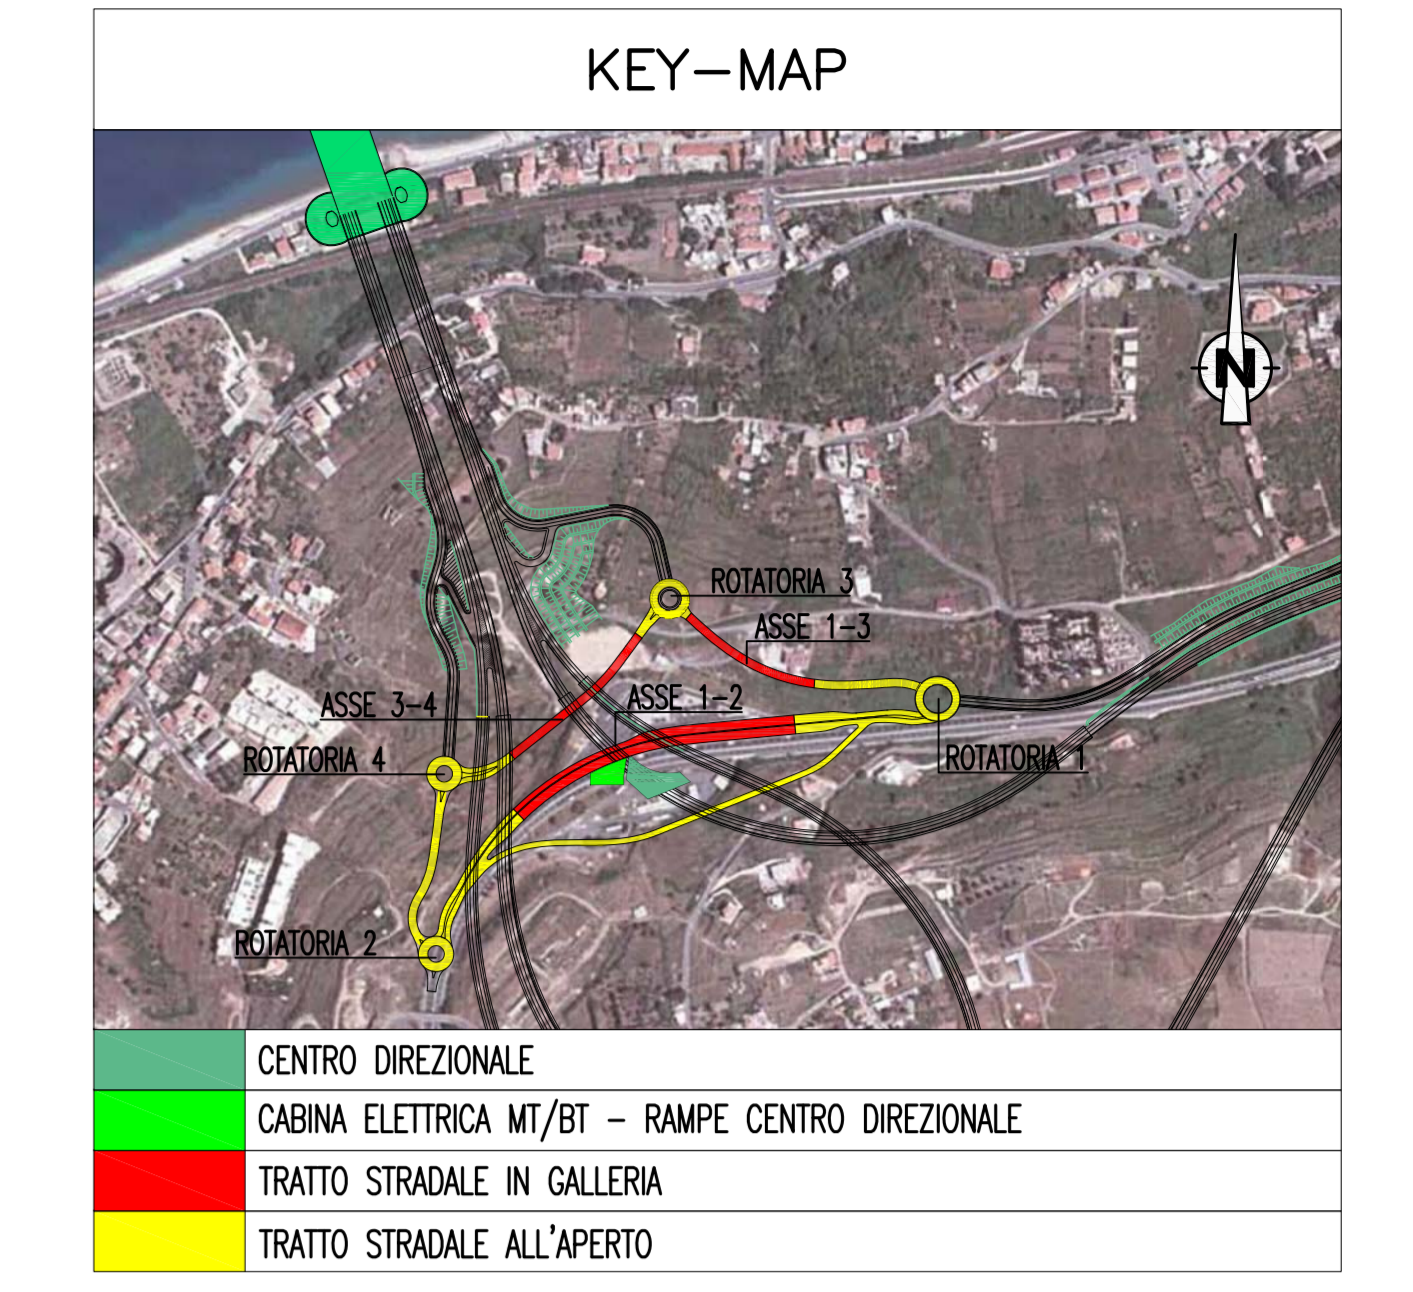 KEY-MAP
N
ROTATORIA 3
ASSE 1-3
ASSE 1-2
ASSE 3-4
ROTATORIA 4
ROTATORIA 1
ROTATORIA 2
CENTRO DIREZIONALE
CABINA ELETTRICA MT/BT - RAMPE CENTRO DIREZIONALE
TRATTO STRADALE IN GALLERIA
TRATTO STRADALE ALL'APERTO